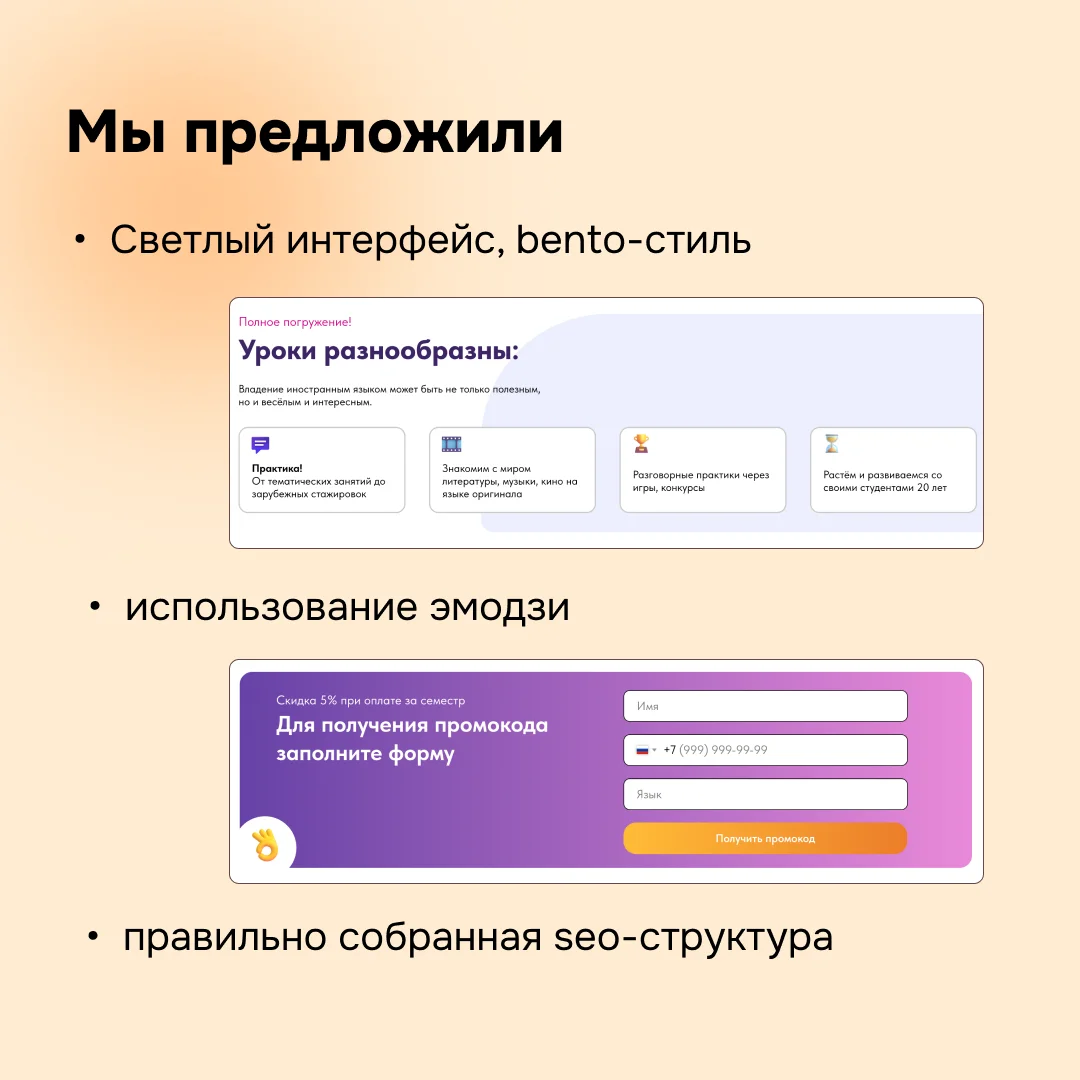 Мы предложили
• Светлый интерфейс, bento-стиль
Полное погружение!
Уроки разнообразны:
Владение иностранным языком может быть не только полезным,
но и весёлым и интересным.
Практика!
От тематических занятий до
зарубежных стажировок
Знакомим с миром
литературы, музыки, кино на
языке оригинала
Разговорные практики через
игры, конкурсы
Растём и развиваемся со
своими студентами 20 лет
• использование эмодзи
Скидка 5% при оплате за семестр
Для получения промокода
заполните форму
Имя
+7 (999) 999-99-99
Язык
Получить промокод
• правильно собранная seo-структура